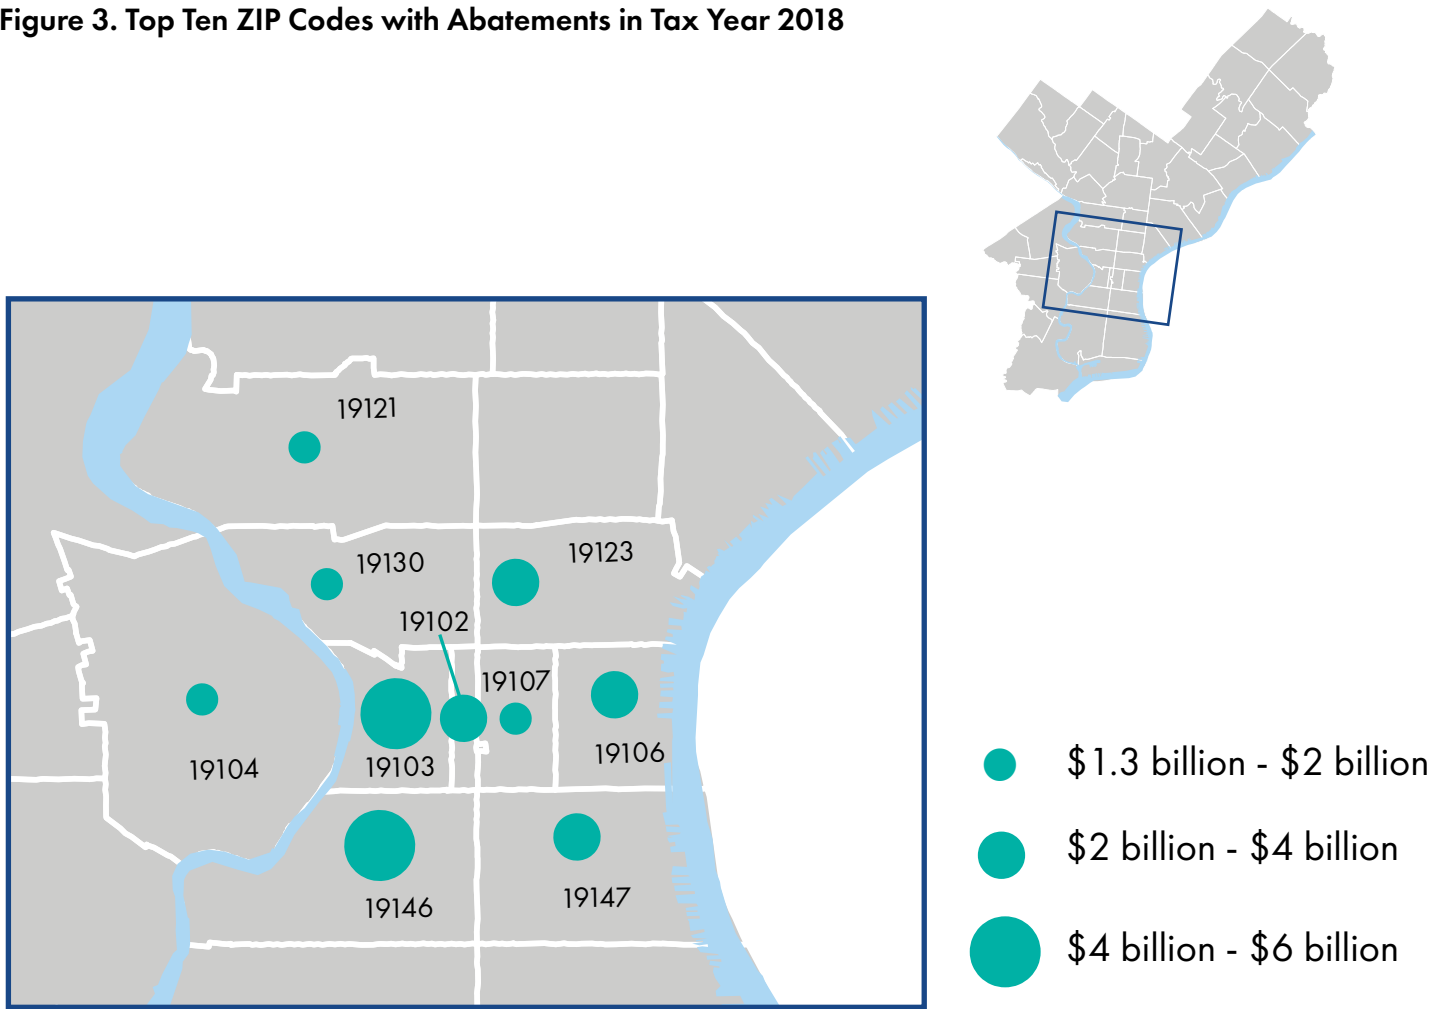 Figure 3. Top Ten ZIP Codes with Abatements in Tax Year 2018
19121
19130
19123
19102
19107
19106
19104
19103
19146
19147
$1.3 billion - $2 billion
$2 billion - $4 billion
$4 billion - $6 billion